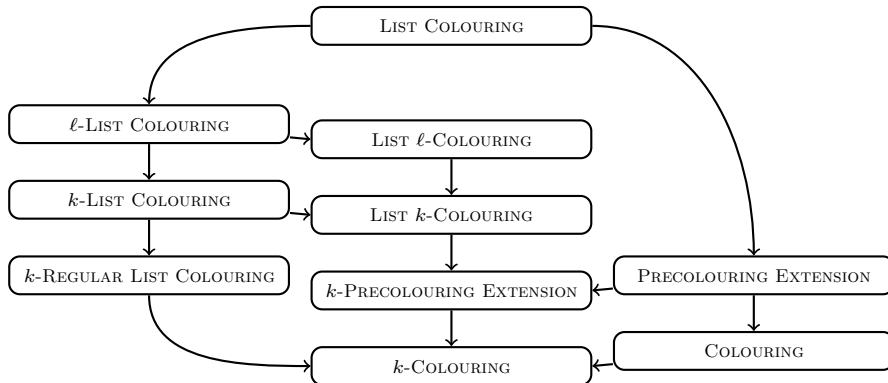 LIST COLOURING
ℓ-LIST COLOURING
LIST ℓ-COLOURING
k-LIST COLOURING
LIST k-COLOURING
k-REGULAR LIST COLOURING
k-PRECOLOURING EXTENSION
PRECOLOURING EXTENSION
COLOURING
k-COLOURING